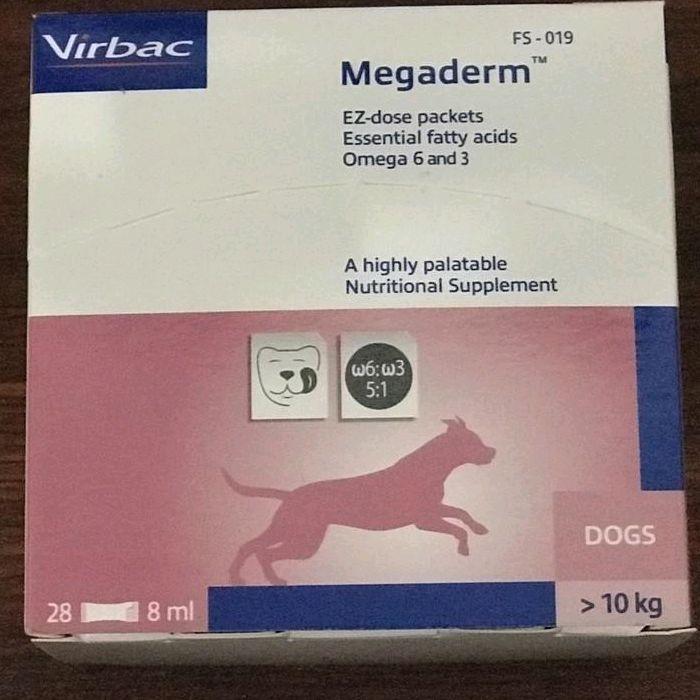 Virbac
FS - 019
Megaderm™
EZ-dose packets
Essential fatty acids
Omega 6 and 3
A highly palatable
Nutritional Supplement
ω6:ω3
5:1
DOGS
28 8 ml
> 10 kg